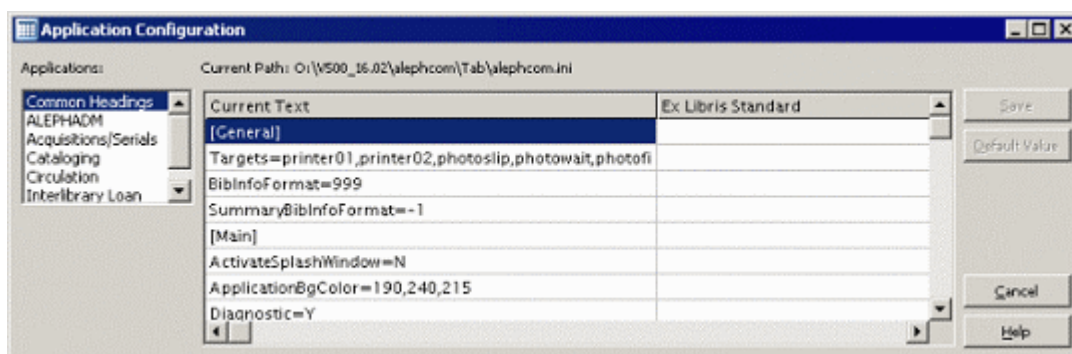 Application Configuration
Applications:
Current Path: O:\V500_16.02\alephcom\Tab\alephcom.ini
Common Headings
ALEPHADM
Acquisitions/Serials
Cataloging
Circulation
Interlibrary Loan
Current Text
Ex Libris Standard
[General]
Targets=printer01,printer02,photoslip,photowait,photofi
BibInfoFormat=999
SummaryBibInfoFormat=-1
[Main]
ActivateSplashWindow=N
ApplicationBgColor=190,240,215
Diagnostic=Y
Save
Default Value
Cancel
Help